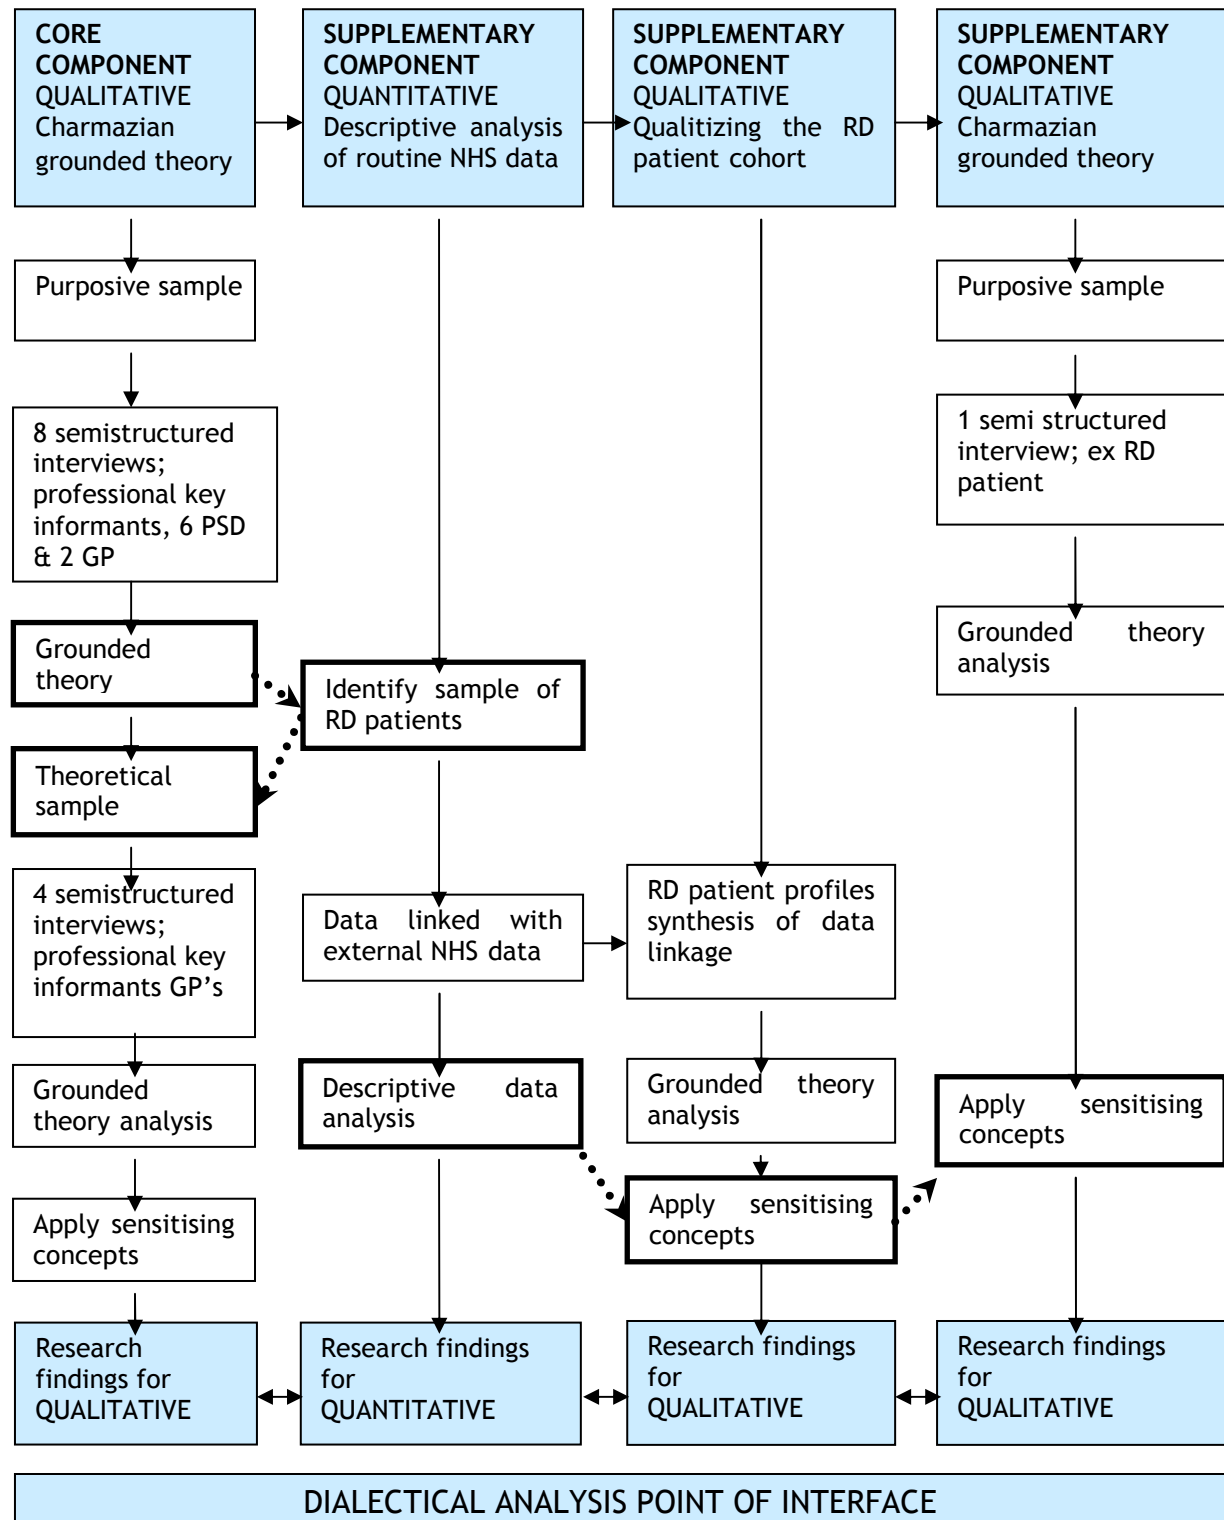 CORE
COMPONENT
QUALITATIVE
Charmazian
grounded theory
SUPPLEMENTARY
COMPONENT
QUANTITATIVE
Descriptive analysis
of routine NHS data
SUPPLEMENTARY
COMPONENT
QUALITATIVE
Qualitizing the RD
patient cohort
SUPPLEMENTARY
COMPONENT
QUALITATIVE
Charmazian
grounded theory
Purposive sample
Purposive sample
8 semistructured
interviews;
professional key
informants, 6 PSD
& 2 GP
1 semi structured
interview; ex RD
patient
Grounded
theory
Identify sample of
RD patients
Grounded theory
analysis
Theoretical
sample
4 semistructured
interviews;
professional key
informants GP’s
Data linked with
external NHS data
RD patient profiles
synthesis of data
linkage
Grounded
theory analysis
Descriptive data
analysis
Grounded theory
analysis
Apply sensitising
concepts
Apply sensitising
concepts
Apply sensitising
concepts
Research
findings for
QUALITATIVE
Research findings
for
QUANTITATIVE
Research findings
for
QUALITATIVE
Research findings
for
QUALITATIVE
DIALECTICAL ANALYSIS POINT OF INTERFACE